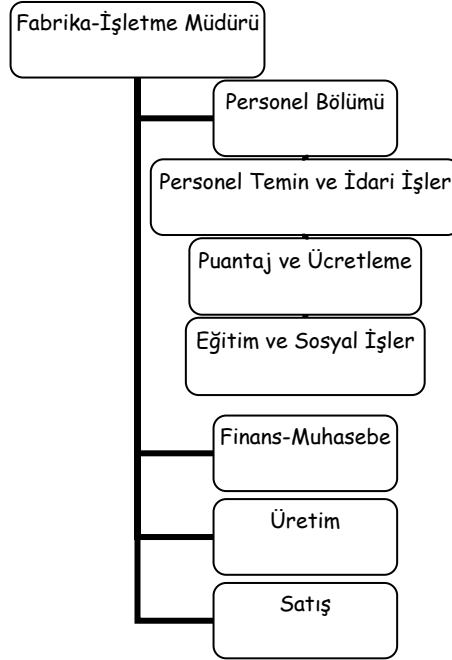 Fabrika-İşletme Müdürü
Personel Bölümü
Personel Temin ve İdari İşler
Puantaj ve Ücretleme
Eğitim ve Sosyal İşler
Finans-Muhasebe
Üretim
Satış